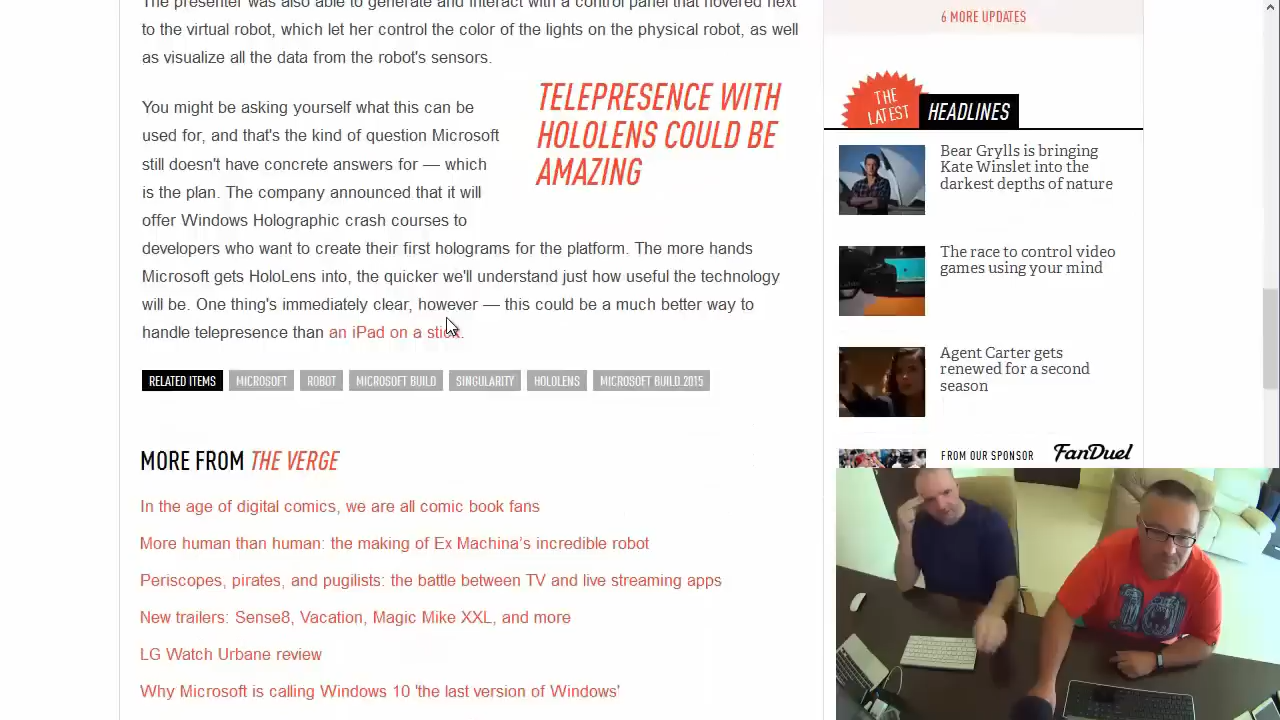 The presenter was also able to generate and interact with a control panel that hovered next
to the virtual robot, which let her control the color of the lights on the physical robot, as well
as visualize all the data from the robot's sensors.
You might be asking yourself what this can be
used for, and that's the kind of question Microsoft
still doesn't have concrete answers for — which
is the plan. The company announced that it will
offer Windows Holographic crash courses to
developers who want to create their first holograms for the platform. The more hands
Microsoft gets HoloLens into, the quicker we'll understand just how useful the technology
will be. One thing's immediately clear, however — this could be a much better way to
handle telepresence than an iPad on a stick.
TELEPRESENCE WITH
HOLOLENS COULD BE
AMAZING
RELATED ITEMS MICROSOFT ROBOT MICROSOFT BUILD SINGULARITY HOLOLENS MICROSOFT BUILD 2015
MORE FROM THE VERGE
In the age of digital comics, we are all comic book fans
More human than human: the making of Ex Machina's incredible robot
Periscopes, pirates, and pugilists: the battle between TV and live streaming apps
New trailers: Sense8, Vacation, Magic Mike XXL, and more
LG Watch Urbane review
Why Microsoft is calling Windows 10 'the last version of Windows'
6 MORE UPDATES
THE
LATEST
HEADLINES
Bear Grylls is bringing
Kate Winslet into the
darkest depths of nature
The race to control video
games using your mind
Agent Carter gets
renewed for a second
season
FROM OUR SPONSOR FanDuel
10